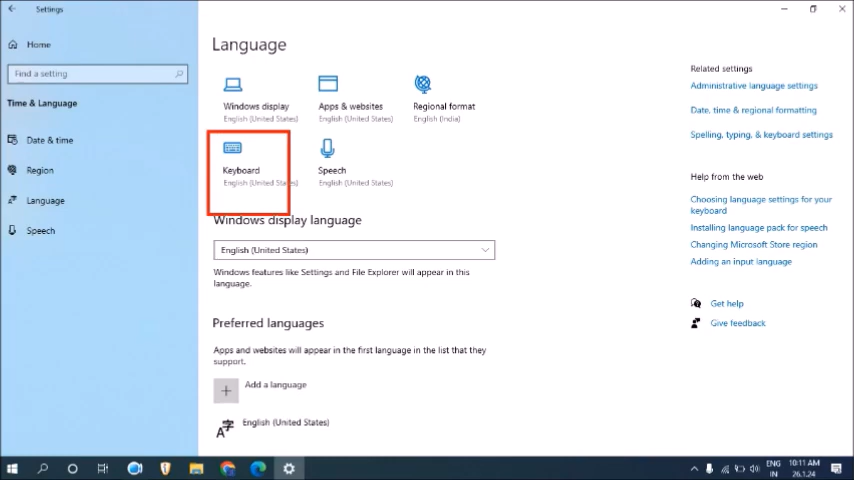 Settings
Home
Find a setting
Time & Language
Date & time
Region
Language
Speech
Language
Windows display
English (United States)
Apps & websites
English (United States)
Regional format
English (India)
Keyboard
English (United States)
Speech
English (United States)
Windows display language
English (United States)
Windows features like Settings and File Explorer will appear in this
language.
Preferred languages
Apps and websites will appear in the first language in the list that they
support.
Add a language
English (United States)
Related settings
Administrative language settings
Date, time & regional formatting
Spelling, typing, & keyboard settings
Help from the web
Choosing language settings for your
keyboard
Installing language pack for speech
Changing Microsoft Store region
Adding an input language
Get help
Give feedback
ENG
IN
10:11 AM
26.1.24